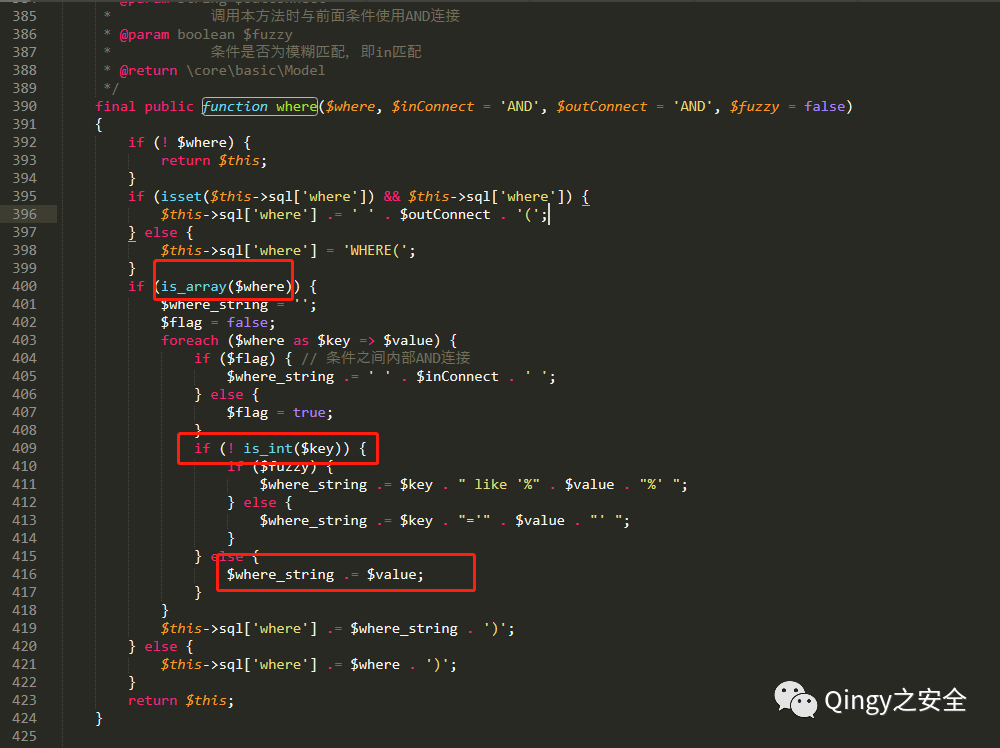 385 * 调用本方法时与前面条件使用AND连接
386 * @param boolean $fuzzy
387 * 条件是否为模糊匹配，即in匹配
388 * @return \core\basic\Model
389 */
390 final public function where($where, $inConnect = 'AND', $outConnect = 'AND', $fuzzy = false)
391 {
392 if (! $where) {
393 return $this;
394 }
395 if (isset($this->sql['where']) && $this->sql['where']) {
396 $this->sql['where'] .= ' ' . $outConnect . '(';
397 } else {
398 $this->sql['where'] = 'WHERE(';
399 }
400 if (is_array($where)) {
401 $where_string = '';
402 $flag = false;
403 foreach ($where as $key => $value) {
404 if ($flag) { // 条件之间内部AND连接
405 $where_string .= ' ' . $inConnect . ' ';
406 } else {
407 $flag = true;
408 }
409 if (! is_int($key)) {
410 if ($fuzzy) {
411 $where_string .= $key . " like '%" . $value . "%' ";
412 } else {
413 $where_string .= $key . "='" . $value . "' ";
414 }
415 } else {
416 $where_string .= $value;
417 }
418 }
419 $this->sql['where'] .= $where_string . ')';
420 } else {
421 $this->sql['where'] .= $where . ')';
422 }
423 return $this;
424 }
425
Qingy之安全